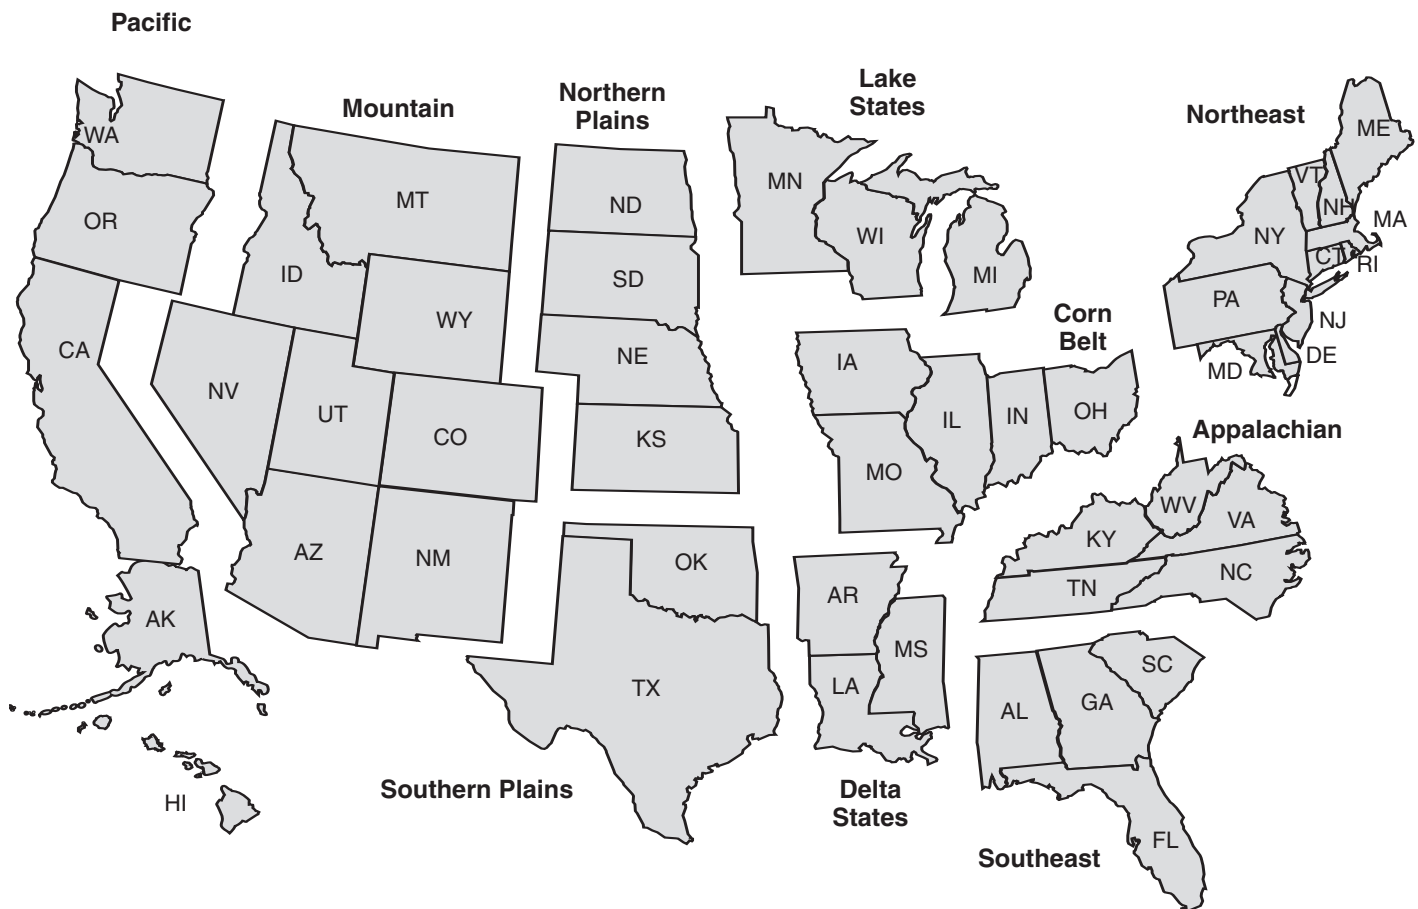 Pacific
WA
OR
CA
AK
HI
Mountain
MT
ID
WY
NV
UT
CO
AZ
NM
Northern
Plains
ND
SD
NE
KS
OK
TX
Southern Plains
Lake
States
MN
WI
MI
Corn
Belt
IA
IL
IN
OH
MO
AR
MS
LA
Delta
States
Northeast
ME
VT
NH
MA
NY
CT
RI
PA
NJ
DE
MD
Appalachian
WV
VA
KY
NC
TN
SC
AL
GA
FL
Southeast